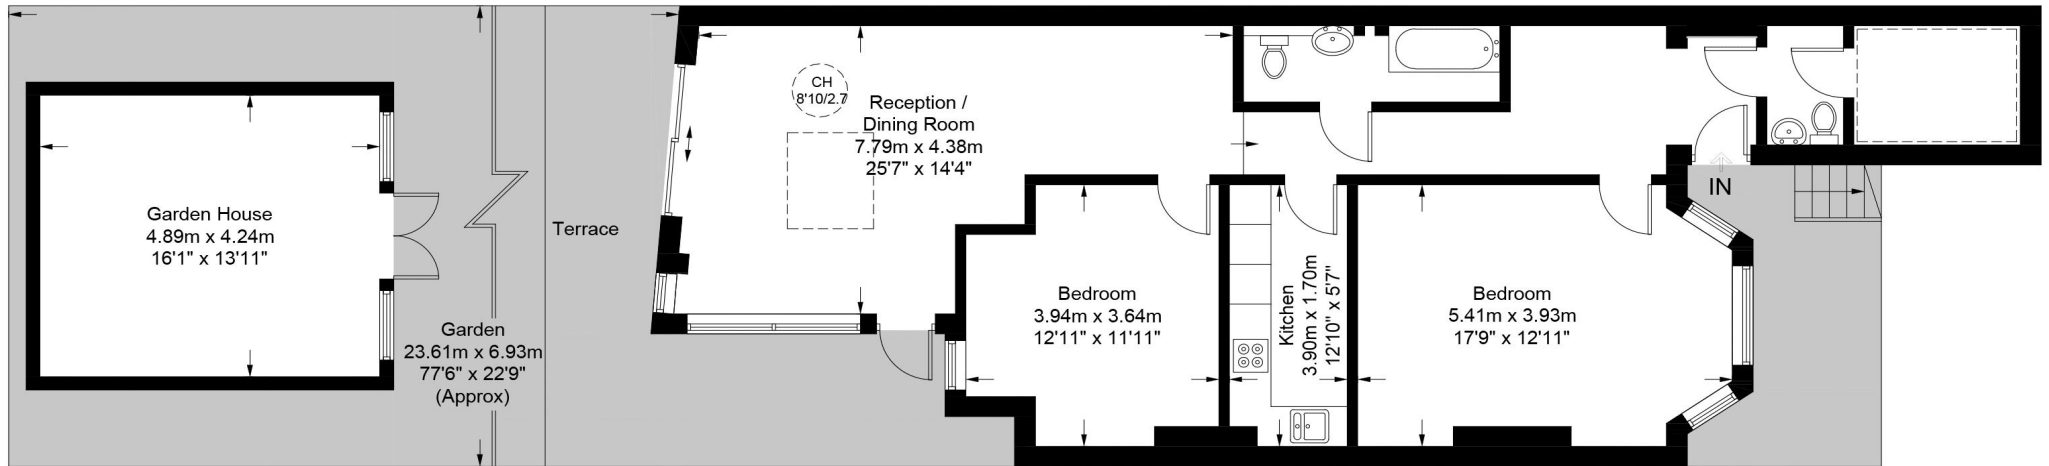 Garden House
4.89m x 4.24m
16'1" x 13'11"
Garden
23.61m x 6.93m
77'6" x 22'9"
(Approx)
Terrace
CH
8'10/2.7
Reception /
Dining Room
7.79m x 4.38m
25'7" x 14'4"
Bedroom
3.94m x 3.64m
12'11" x 11'11"
Kitchen
3.90m x 1.70m
12'10" x 5'7"
Bedroom
5.41m x 3.93m
17'9" x 12'11"
IN